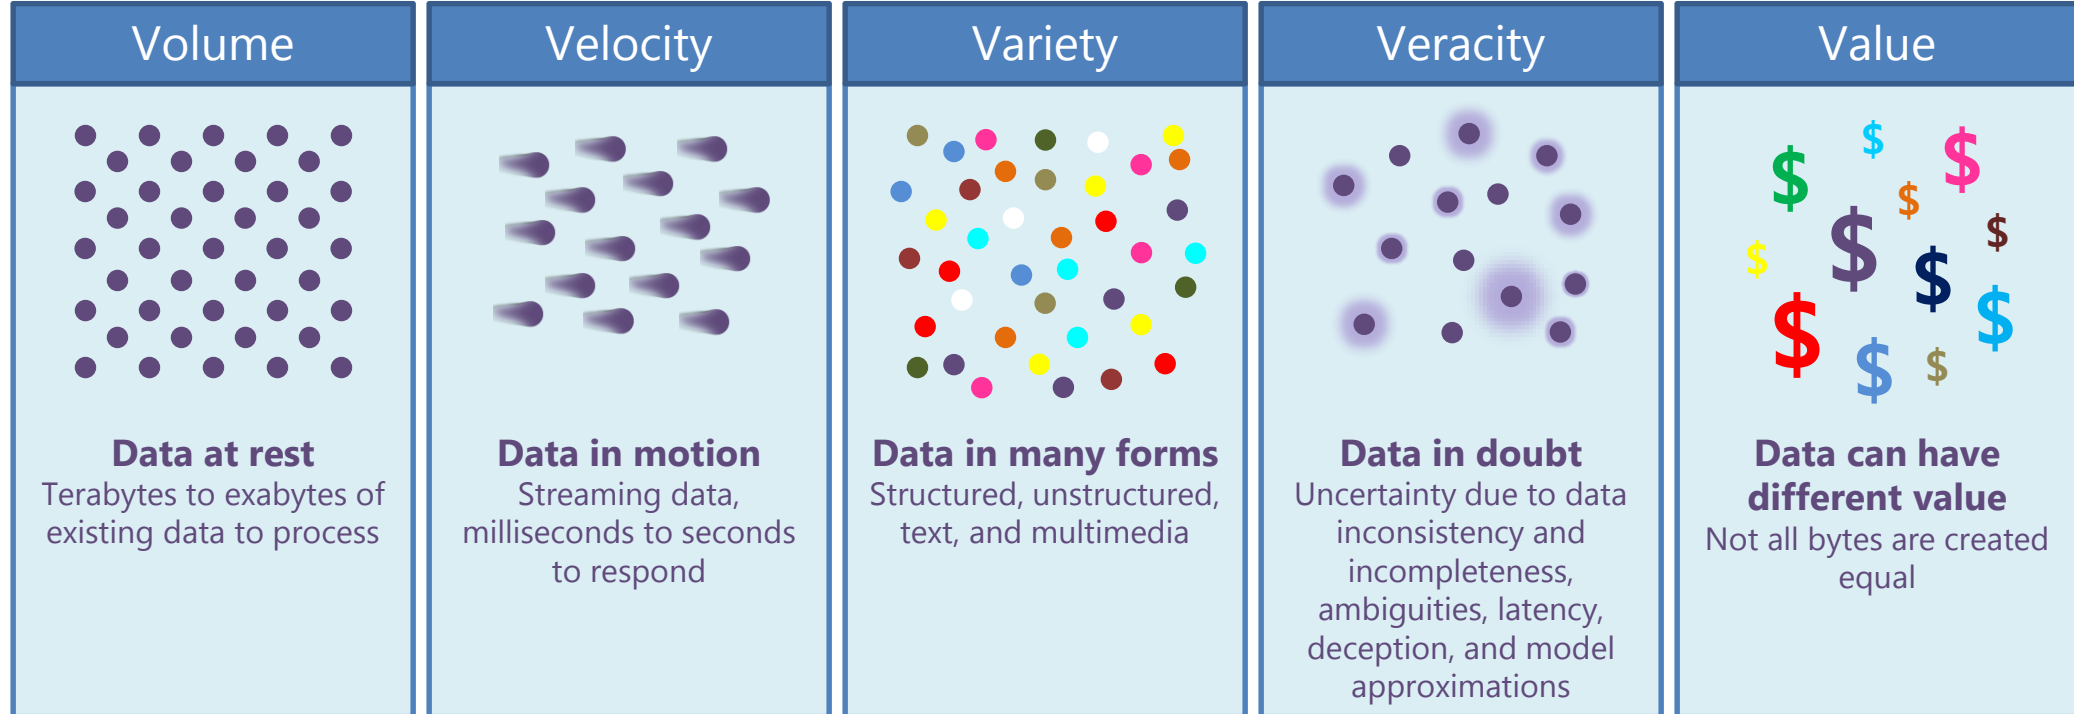 Volume
Data at rest
Terabytes to exabytes of
existing data to process
Velocity
Data in motion
Streaming data,
milliseconds to seconds
to respond
Variety
Data in many forms
Structured, unstructured,
text, and multimedia
Veracity
Data in doubt
Uncertainty due to data
inconsistency and
incompleteness,
ambiguities, latency,
deception, and model
approximations
Value
$ $ $
$ $ $
$ $ $
$ $ $ $
Data can have
different value
Not all bytes are created
equal